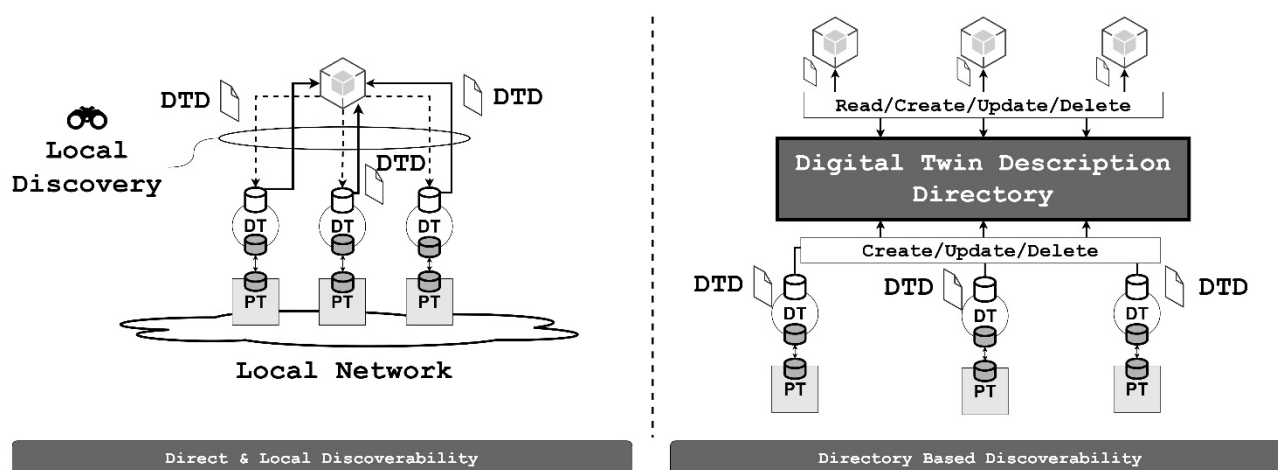 DTD
DTD
Local
Discovery
DTD
DT
DT
DT
PT
PT
PT
Local Network
Direct & Local Discoverability
Read/Create/Update/Delete
Digital Twin Description
Directory
Create/Update/Delete
DTD
DTD
DTD
DT
DT
DT
PT
PT
PT
Directory Based Discoverability